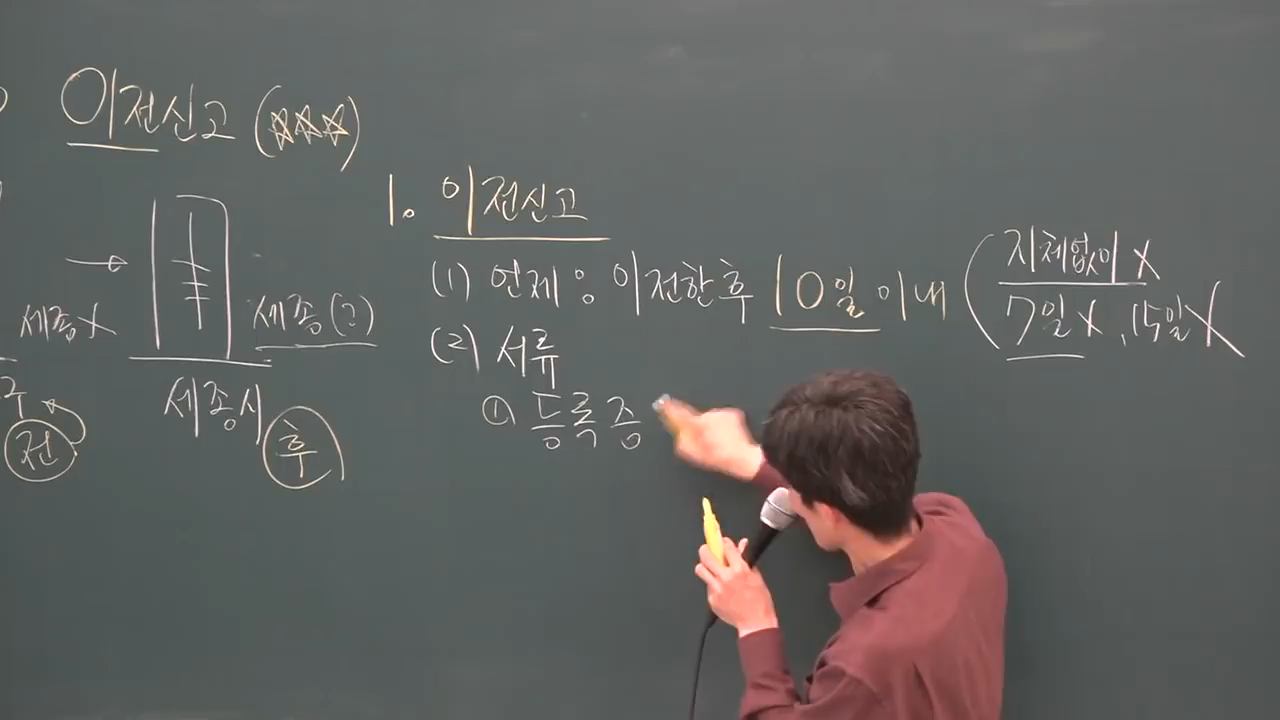 이전신고 (☆☆☆)
1. 이전신고
(1) 언제 : 이전한 후 10일 이내 (지체없이 X
7일 X, 15일 X
(2) 서류
① 등록증
→
세종 X
세종(?)
세종시
전
후